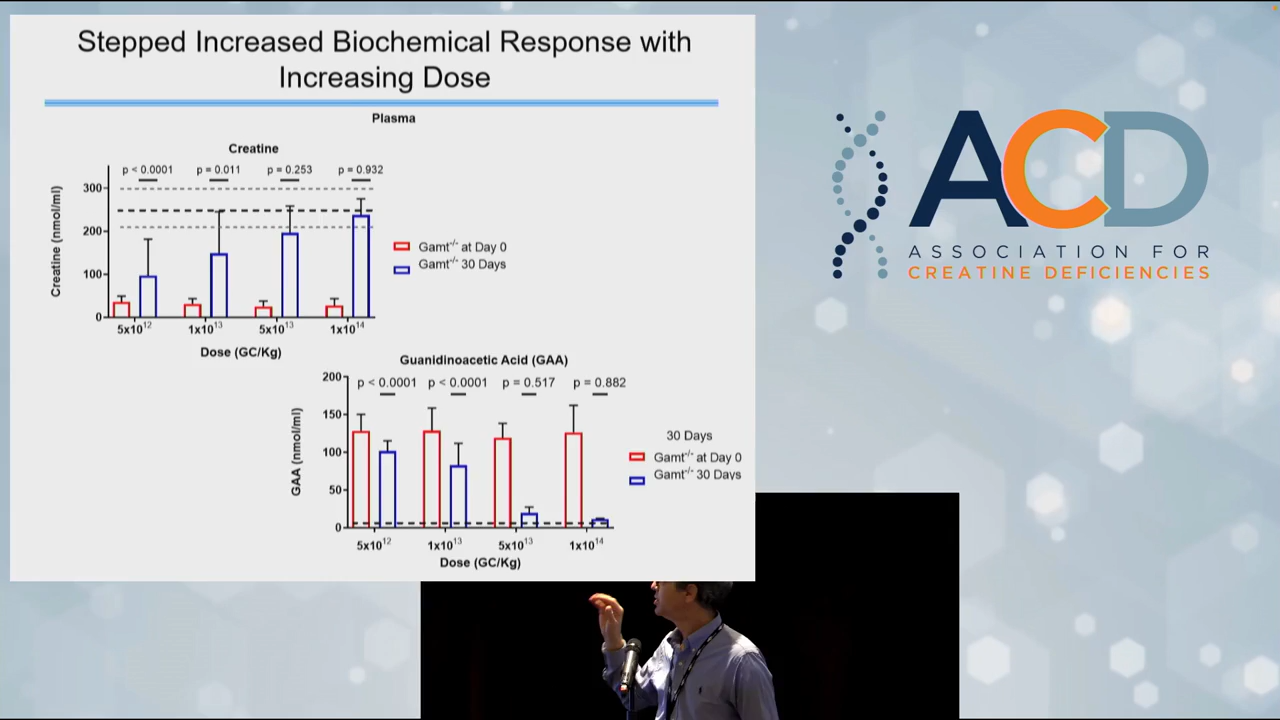 Stepped Increased Biochemical Response with
Increasing Dose
Plasma
Creatine
p < 0.0001 p = 0.011 p = 0.253 p = 0.932
Creatine (nmol/ml)
300
200
100
0
5x10¹² 1x10¹³ 5x10¹³ 1x10¹⁴
Dose (GC/Kg)
Gamt⁻/⁻ at Day 0
Gamt⁻/⁻ 30 Days
Guanidinoacetic Acid (GAA)
p < 0.0001 p < 0.0001 p = 0.517 p = 0.882
GAA (nmol/ml)
200
150
100
50
0
5x10¹² 1x10¹³ 5x10¹³ 1x10¹⁴
Dose (GC/Kg)
30 Days
Gamt⁻/⁻ at Day 0
Gamt⁻/⁻ 30 Days
ACD
ASSOCIATION FOR
CREATINE DEFICIENCIES